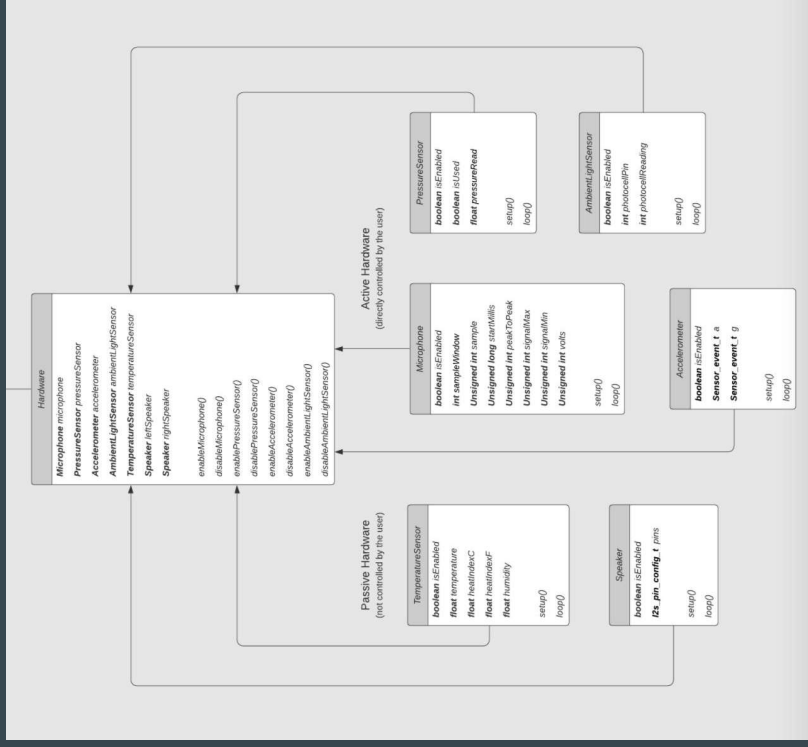 Hardware
Microphone microphone
PressureSensor pressureSensor
Accelerometer accelerometer
AmbientLightSensor ambientLightSensor
TemperatureSensor temperatureSensor
Speaker leftSpeaker
Speaker rightSpeaker
enableMicrophone()
disableMicrophone()
enablePressureSensor()
disablePressureSensor()
enableAccelerometer()
disableAccelerometer()
enableAmbientLightSensor()
disableAmbientLightSensor()
Passive Hardware
(not controlled by the user)
Active Hardware
(directly controlled by the user)
TemperatureSensor
boolean isEnabled
float temperature
float heatIndexC
float heatIndexF
float humidity
setup()
loop()
Microphone
boolean isEnabled
int sampleWindow
Unsigned int sample
Unsigned long startMillis
Unsigned int peakToPeak
Unsigned int signalMax
Unsigned int signalMin
Unsigned int volts
setup()
loop()
PressureSensor
boolean isEnabled
boolean isUsed
float pressureRead
setup()
loop()
Speaker
boolean isEnabled
I2s_pin_config_t pins
setup()
loop()
Accelerometer
boolean isEnabled
Sensor_event_t a
Sensor_event_t g
setup()
loop()
AmbientLightSensor
boolean isEnabled
int photocellPin
int photocellReading
setup()
loop()